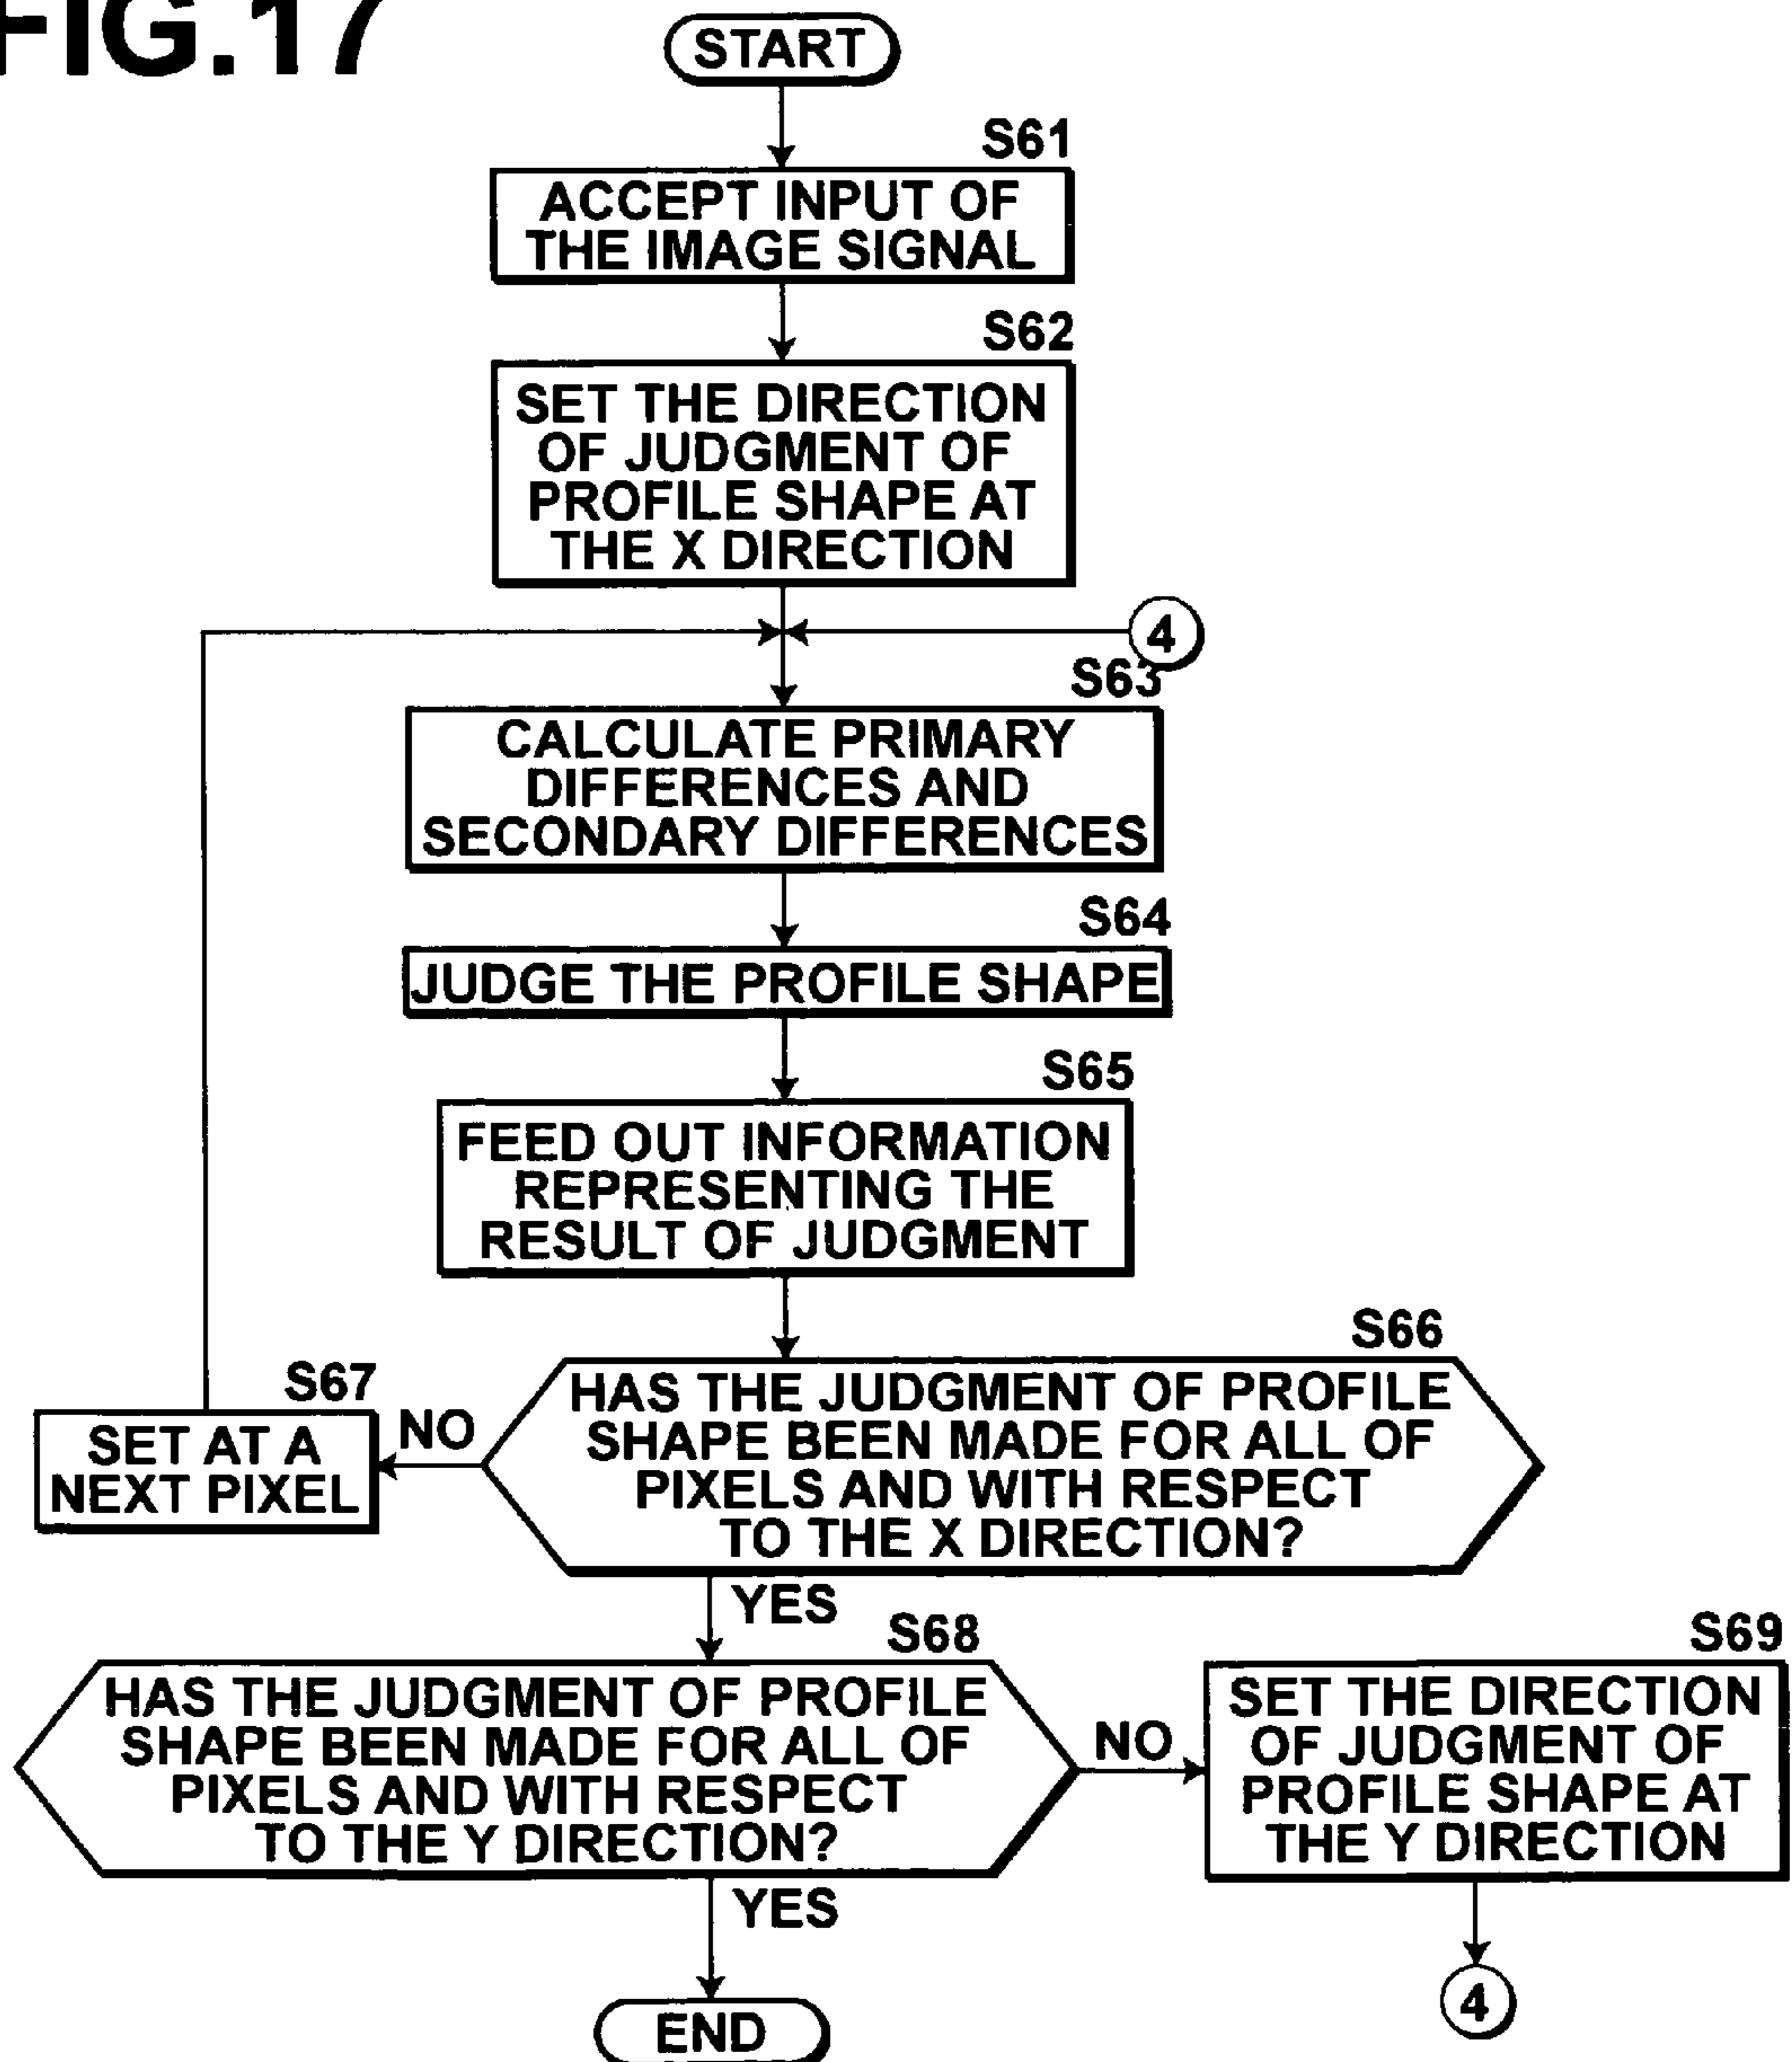 FIG.17
START
S61
ACCEPT INPUT OF
THE IMAGE SIGNAL
S62
SET THE DIRECTION
OF JUDGMENT OF
PROFILE SHAPE AT
THE X DIRECTION
4
S63
CALCULATE PRIMARY
DIFFERENCES AND
SECONDARY DIFFERENCES
S64
JUDGE THE PROFILE SHAPE
S65
FEED OUT INFORMATION
REPRESENTING THE
RESULT OF JUDGMENT
S66
HAS THE JUDGMENT OF PROFILE
SHAPE BEEN MADE FOR ALL OF
PIXELS AND WITH RESPECT
TO THE X DIRECTION?
S67
NO
SET AT A
NEXT PIXEL
YES
S68
HAS THE JUDGMENT OF PROFILE
SHAPE BEEN MADE FOR ALL OF
PIXELS AND WITH RESPECT
TO THE Y DIRECTION?
NO
S69
SET THE DIRECTION
OF JUDGMENT OF
PROFILE SHAPE AT
THE Y DIRECTION
YES
4
END